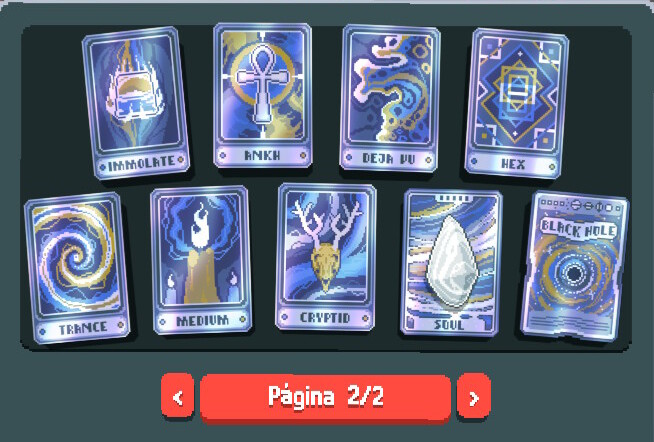 IMMOLATE
ANKH
DEJA VU
HEX
TRANCE
MEDIUM
CRYPTID
SOUL
BLACK HOLE
< Página 2/2 >